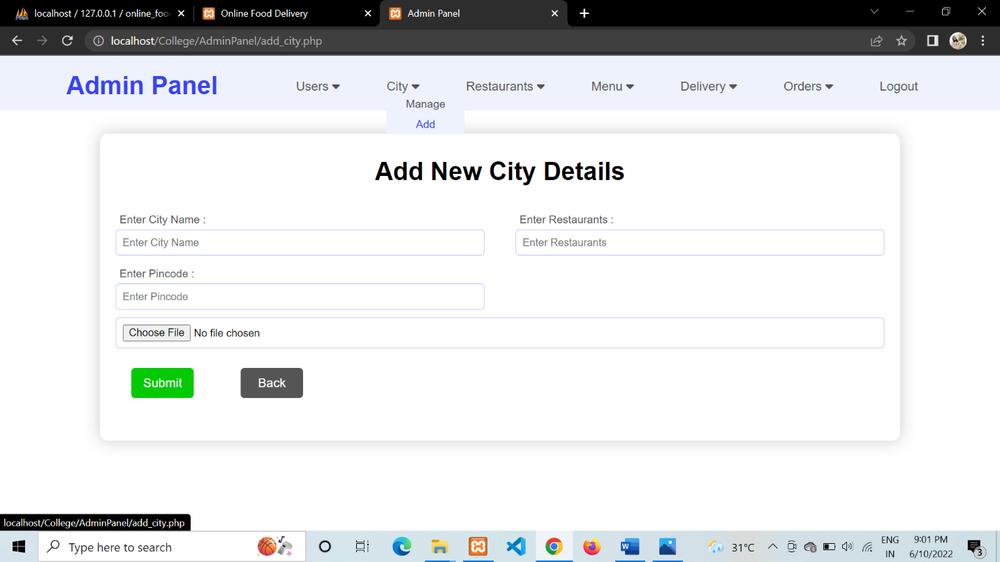 localhost / 127.0.0.1 / online_foo
Online Food Delivery
Admin Panel
localhost/College/AdminPanel/add_city.php
Admin Panel
Users
City
Restaurants
Menu
Delivery
Orders
Logout
Manage
Add
Add New City Details
Enter City Name :
Enter Restaurants :
Enter City Name
Enter Restaurants
Enter Pincode :
Enter Pincode
Choose File No file chosen
Submit
Back
localhost/College/AdminPanel/add_city.php
Type here to search
31°C
ENG
IN
9:01 PM
6/10/2022
3